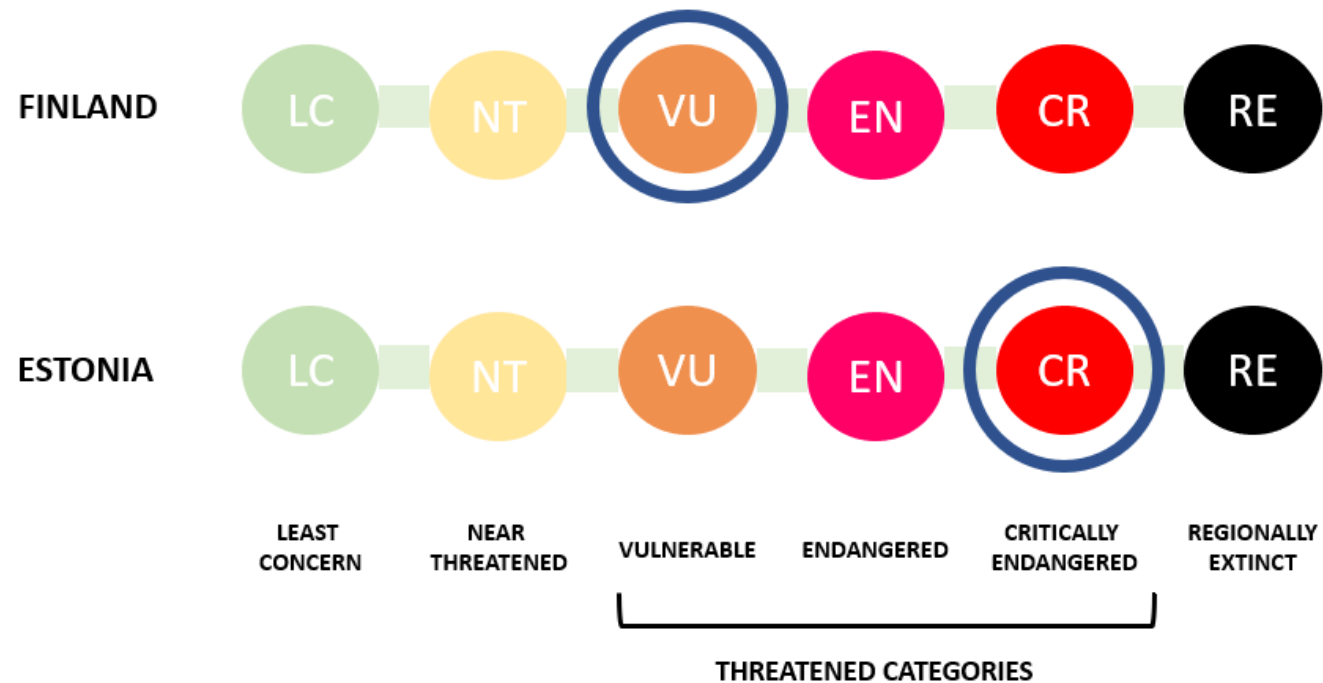 FINLAND
LC NT VU EN CR RE
ESTONIA
LC NT VU EN CR RE
LEAST
CONCERN
NEAR
THREATENED
VULNERABLE
ENDANGERED
CRITICALLY
ENDANGERED
REGIONALLY
EXTINCT
THREATENED CATEGORIES